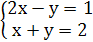 2x − y = 1
x + y = 2